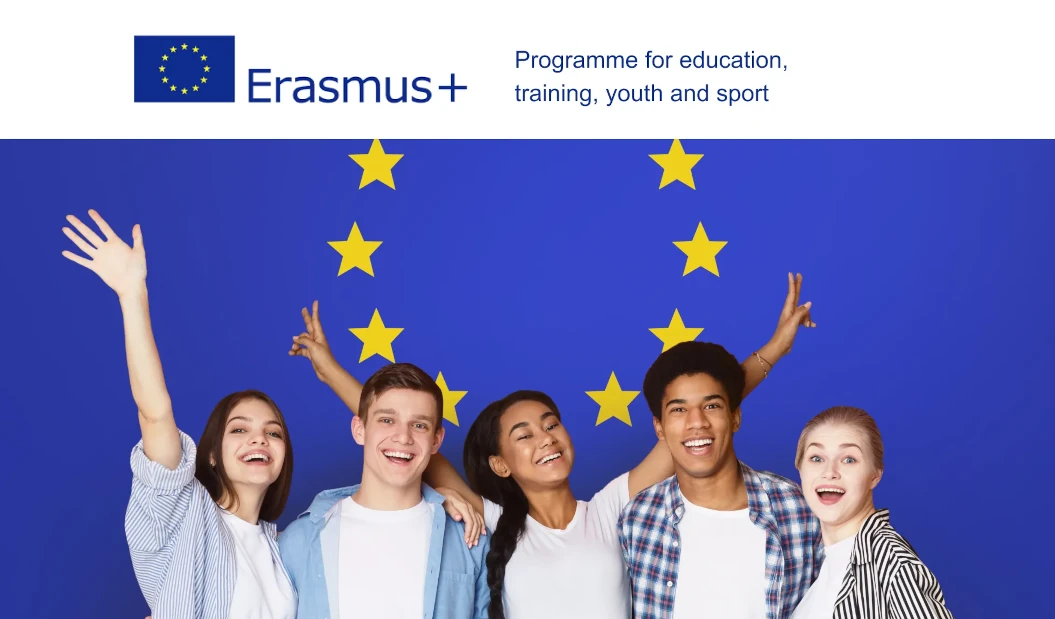 Erasmus+
Programme for education,
training, youth and sport